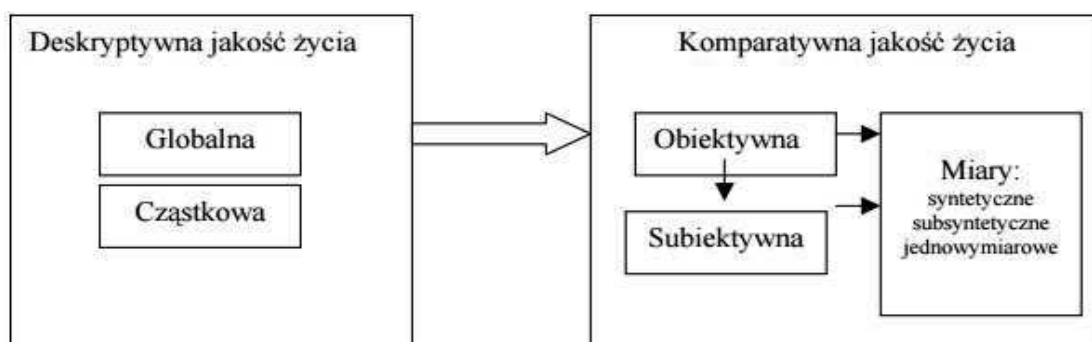 Deskryptywna jakość życia
Globalna
Cząstkowa
Komparatywna jakość życia
Obiektywna
Subiektywna
Miary:
syntetyczne
subsyntetyczne
jednowymiarowe